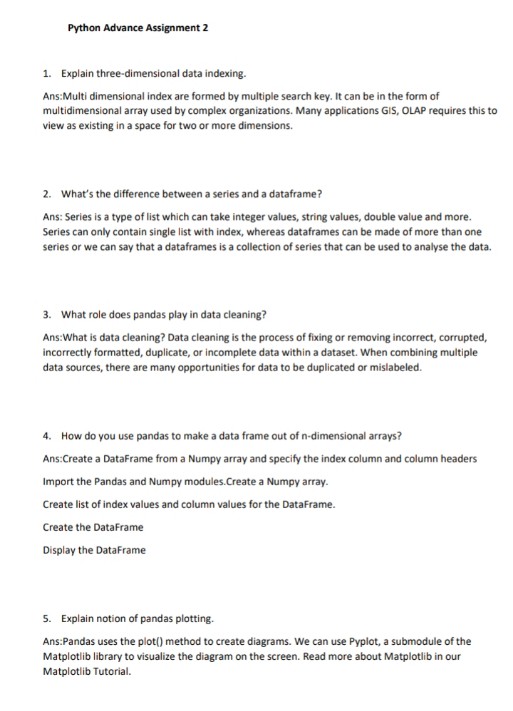 Python Advance Assignment 2
1. Explain three-dimensional data indexing.
Ans:Multi dimensional index are formed by multiple search key. It can be in the form of
multidimensional array used by complex organizations. Many applications GIS, OLAP requires this to
view as existing in a space for two or more dimensions.
2. What's the difference between a series and a dataframe?
Ans: Series is a type of list which can take integer values, string values, double value and more.
Series can only contain single list with index, whereas dataframes can be made of more than one
series or we can say that a dataframes is a collection of series that can be used to analyse the data.
3. What role does pandas play in data cleaning?
Ans:What is data cleaning? Data cleaning is the process of fixing or removing incorrect, corrupted,
incorrectly formatted, duplicate, or incomplete data within a dataset. When combining multiple
data sources, there are many opportunities for data to be duplicated or mislabeled.
4. How do you use pandas to make a data frame out of n-dimensional arrays?
Ans:Create a DataFrame from a Numpy array and specify the index column and column headers
Import the Pandas and Numpy modules.Create a Numpy array.
Create list of index values and column values for the DataFrame.
Create the DataFrame
Display the DataFrame
5. Explain notion of pandas plotting.
Ans:Pandas uses the plot() method to create diagrams. We can use Pyplot, a submodule of the
Matplotlib library to visualize the diagram on the screen. Read more about Matplotlib in our
Matplotlib Tutorial.